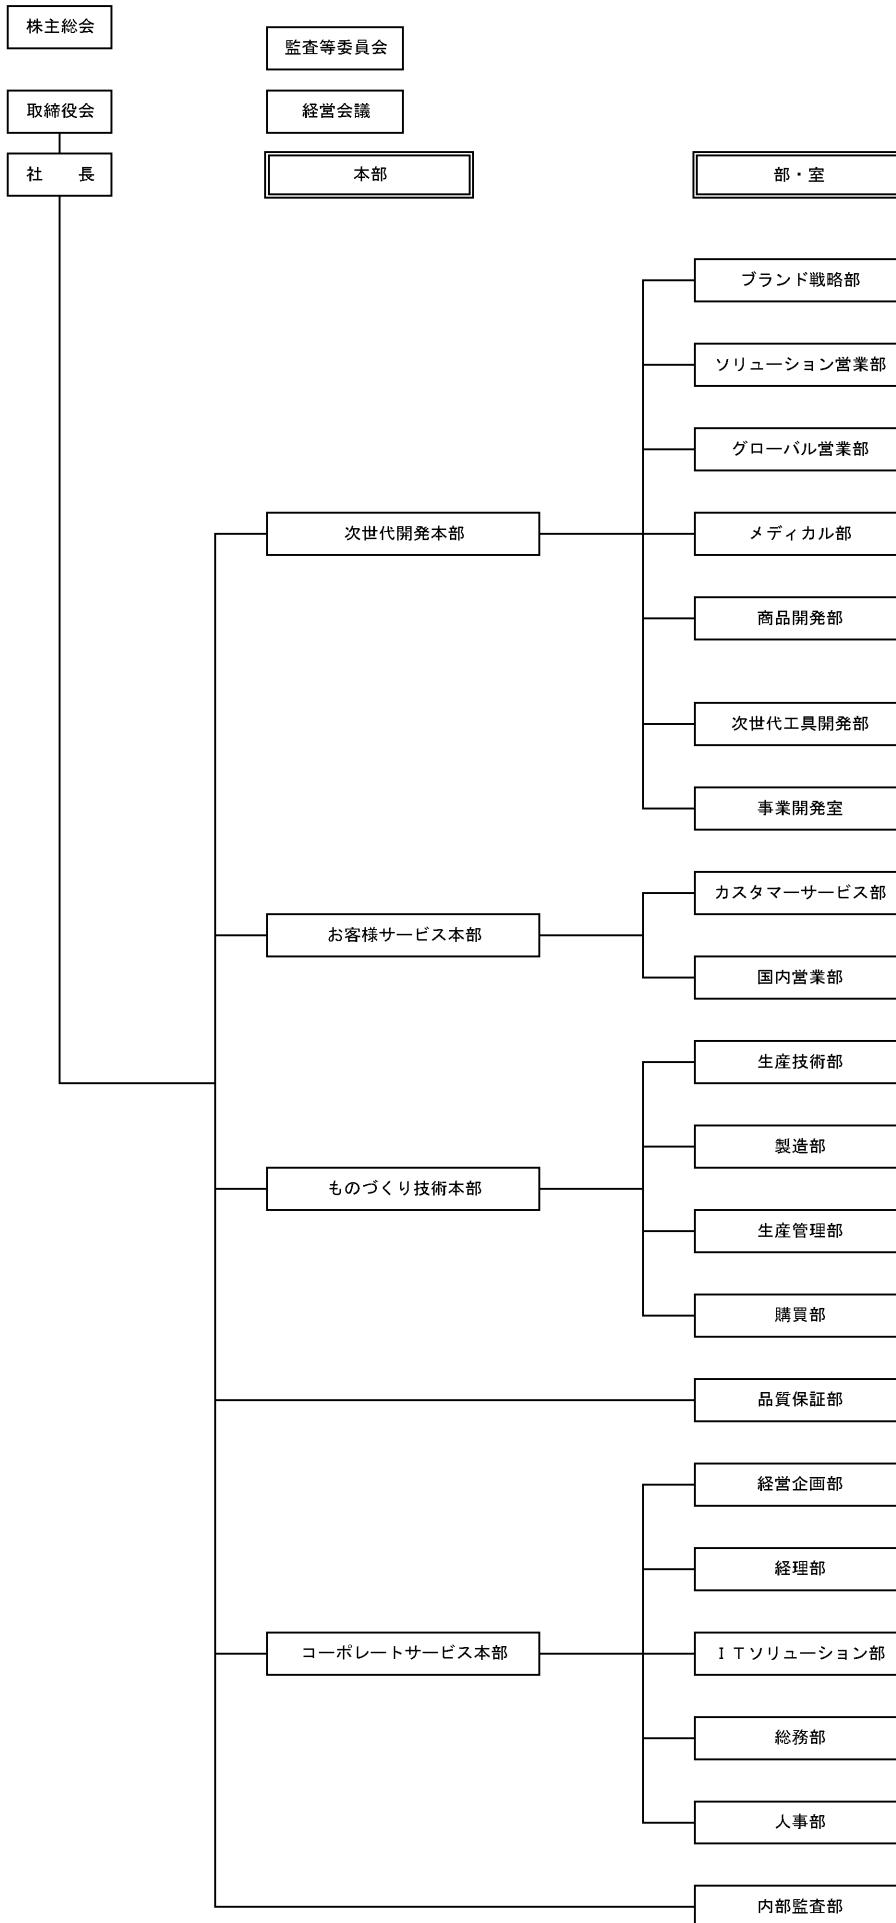 株主総会
監査等委員会
取締役会
経営会議
社　長
本部
部・室
ブランド戦略部
ソリューション営業部
グローバル営業部
次世代開発本部
メディカル部
商品開発部
次世代工具開発部
事業開発室
カスタマーサービス部
お客様サービス本部
国内営業部
生産技術部
製造部
ものづくり技術本部
生産管理部
購買部
品質保証部
経営企画部
経理部
コーポレートサービス本部
ＩＴソリューション部
総務部
人事部
内部監査部